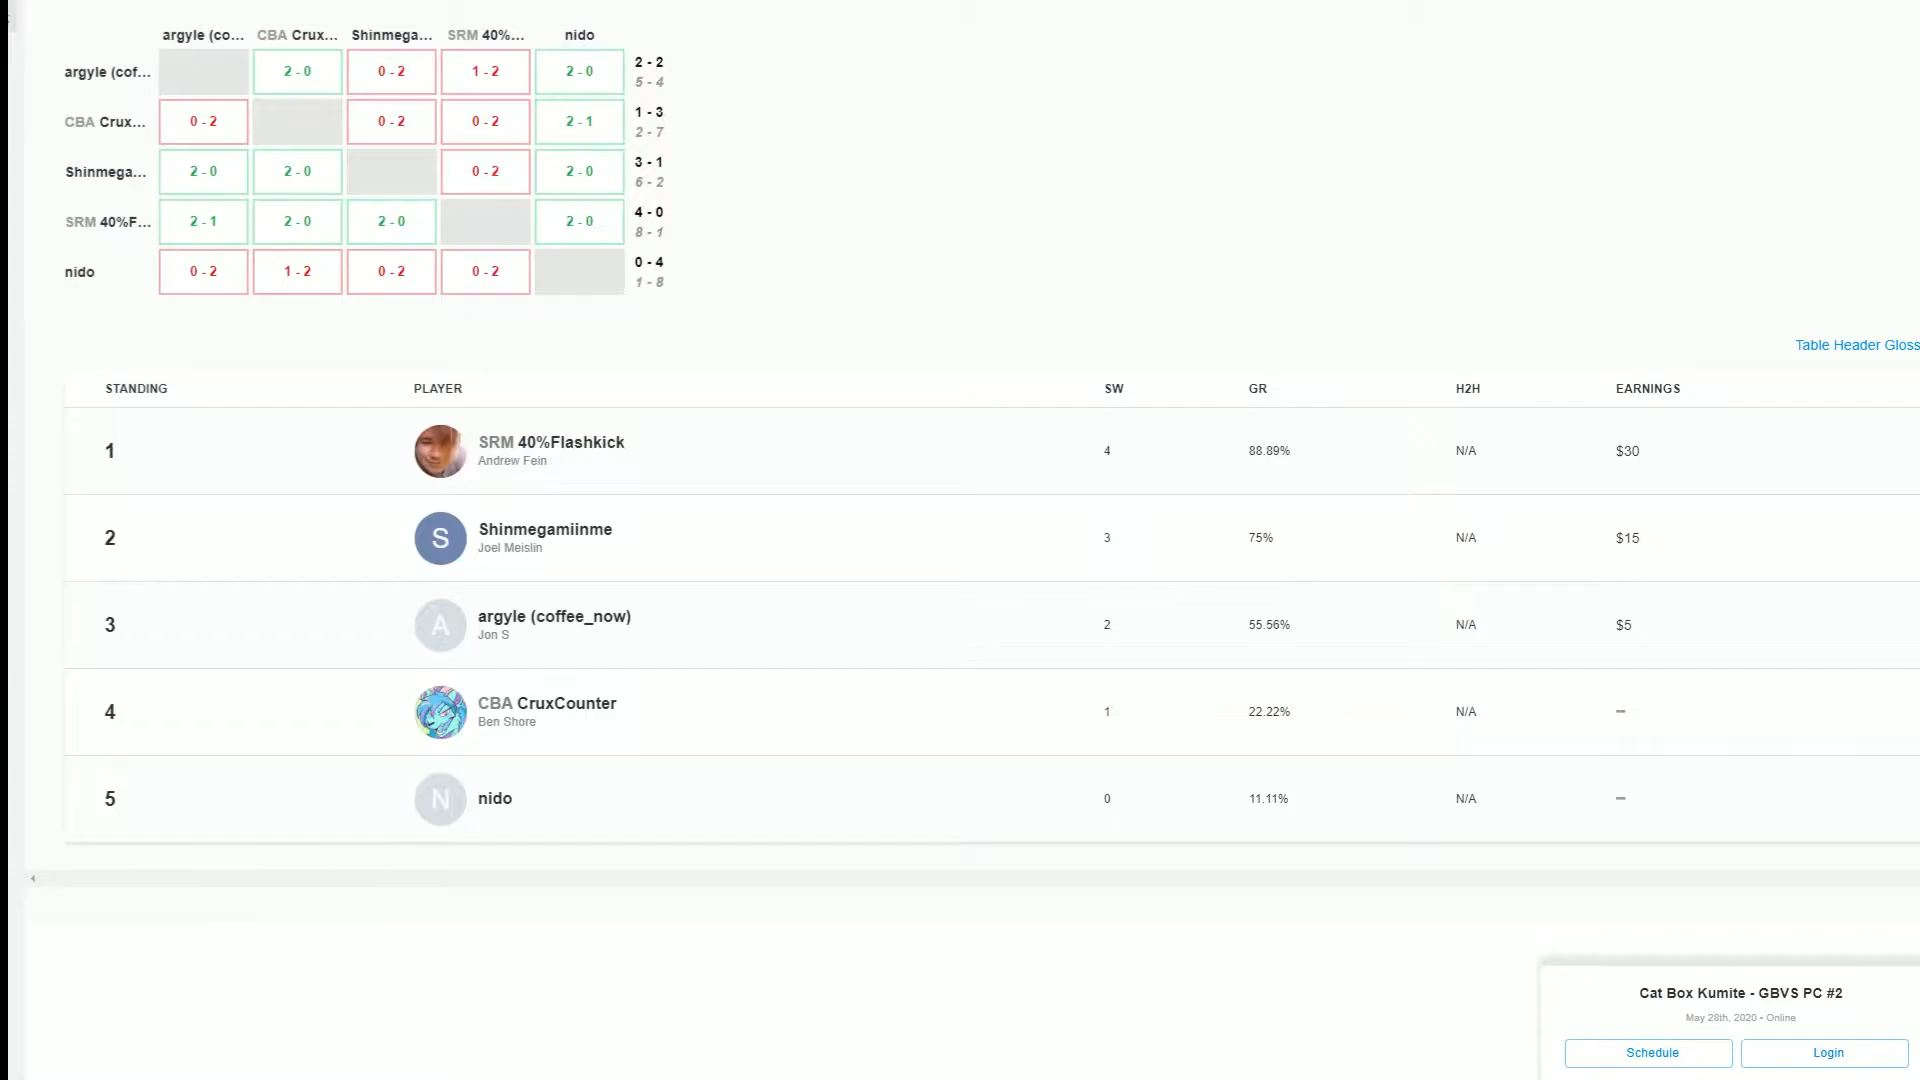 argyle (co... CBA Crux... Shinmega... SRM 40%... nido
argyle (cof... 2 - 0 0 - 2 1 - 2 2 - 0 2 - 2
5 - 4
CBA Crux... 0 - 2 0 - 2 0 - 2 2 - 1 1 - 3
2 - 7
Shinmega... 2 - 0 2 - 0 0 - 2 2 - 0 3 - 1
6 - 2
SRM 40%F... 2 - 1 2 - 0 2 - 0 2 - 0 4 - 0
8 - 1
nido 0 - 2 1 - 2 0 - 2 0 - 2 0 - 4
1 - 8
Table Header Gloss
STANDING PLAYER SW GR H2H EARNINGS
1 SRM 40%Flashkick 4 88.89% N/A $30
Andrew Fein
2 S Shinmegamiinme 3 75% N/A $15
Joel Meislin
3 A argyle (coffee_now) 2 55.56% N/A $5
Jon S
4 CBA CruxCounter 1 22.22% N/A –
Ben Shore
5 N nido 0 11.11% N/A –
Cat Box Kumite - GBVS PC #2
May 28th, 2020 • Online
Schedule Login